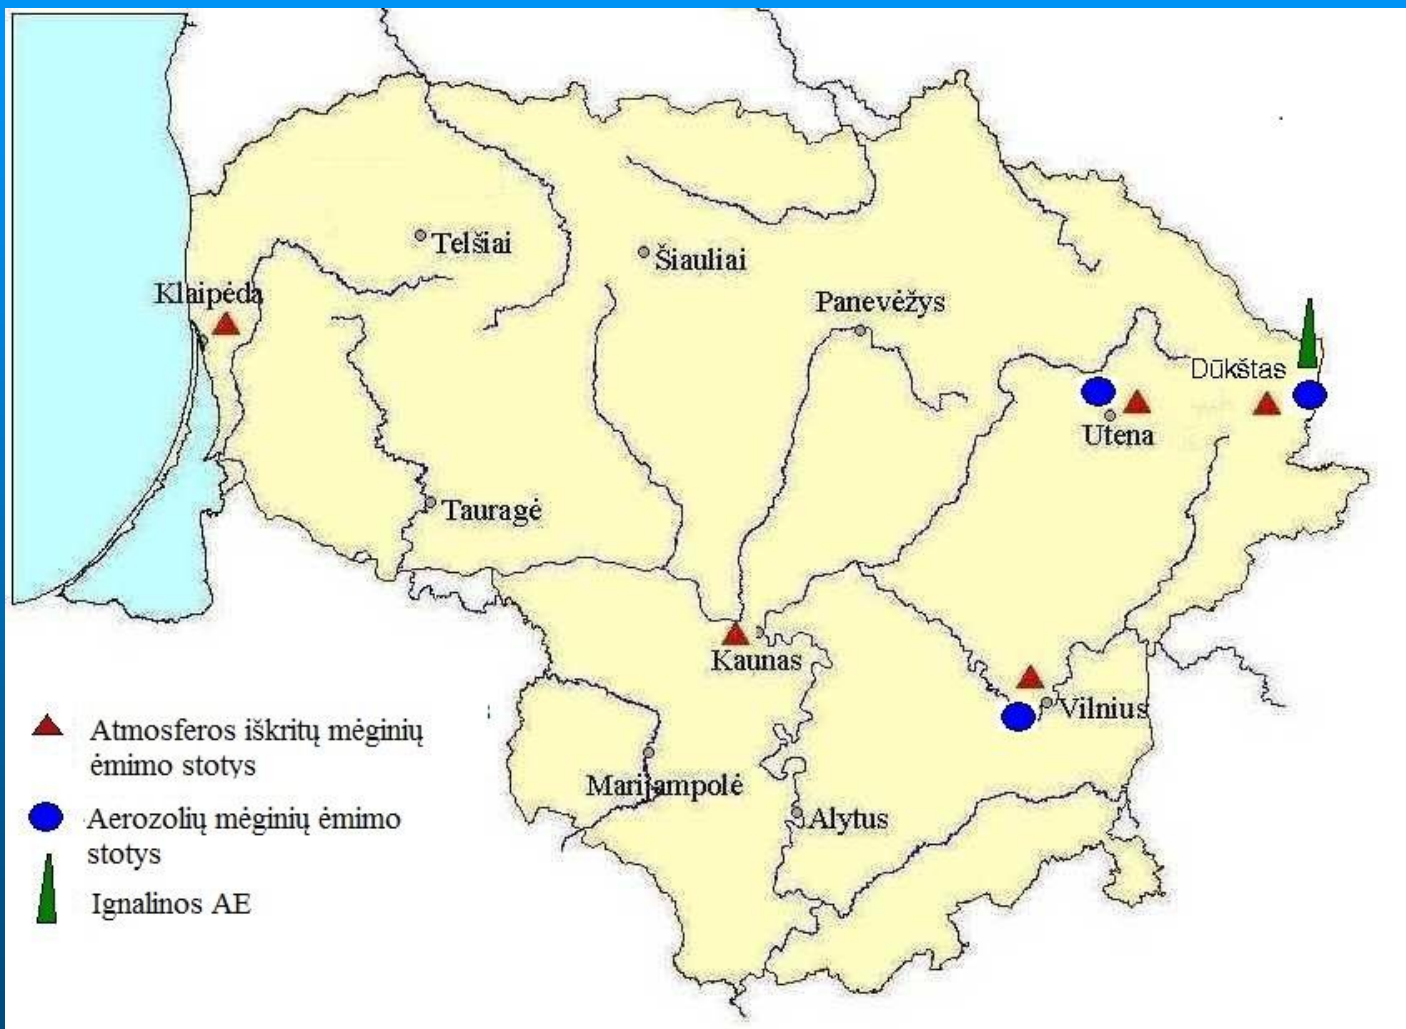 Telšiai
Šiauliai
Klaipėda
Panevėžys
Dūkštas
Utena
Tauragė
Kaunas
Vilnius
Marijampolė
Alytus
Atmosferos iškritų mėginių
ėmimo stotys
Aerozolių mėginių ėmimo
stotys
Ignalinos AE